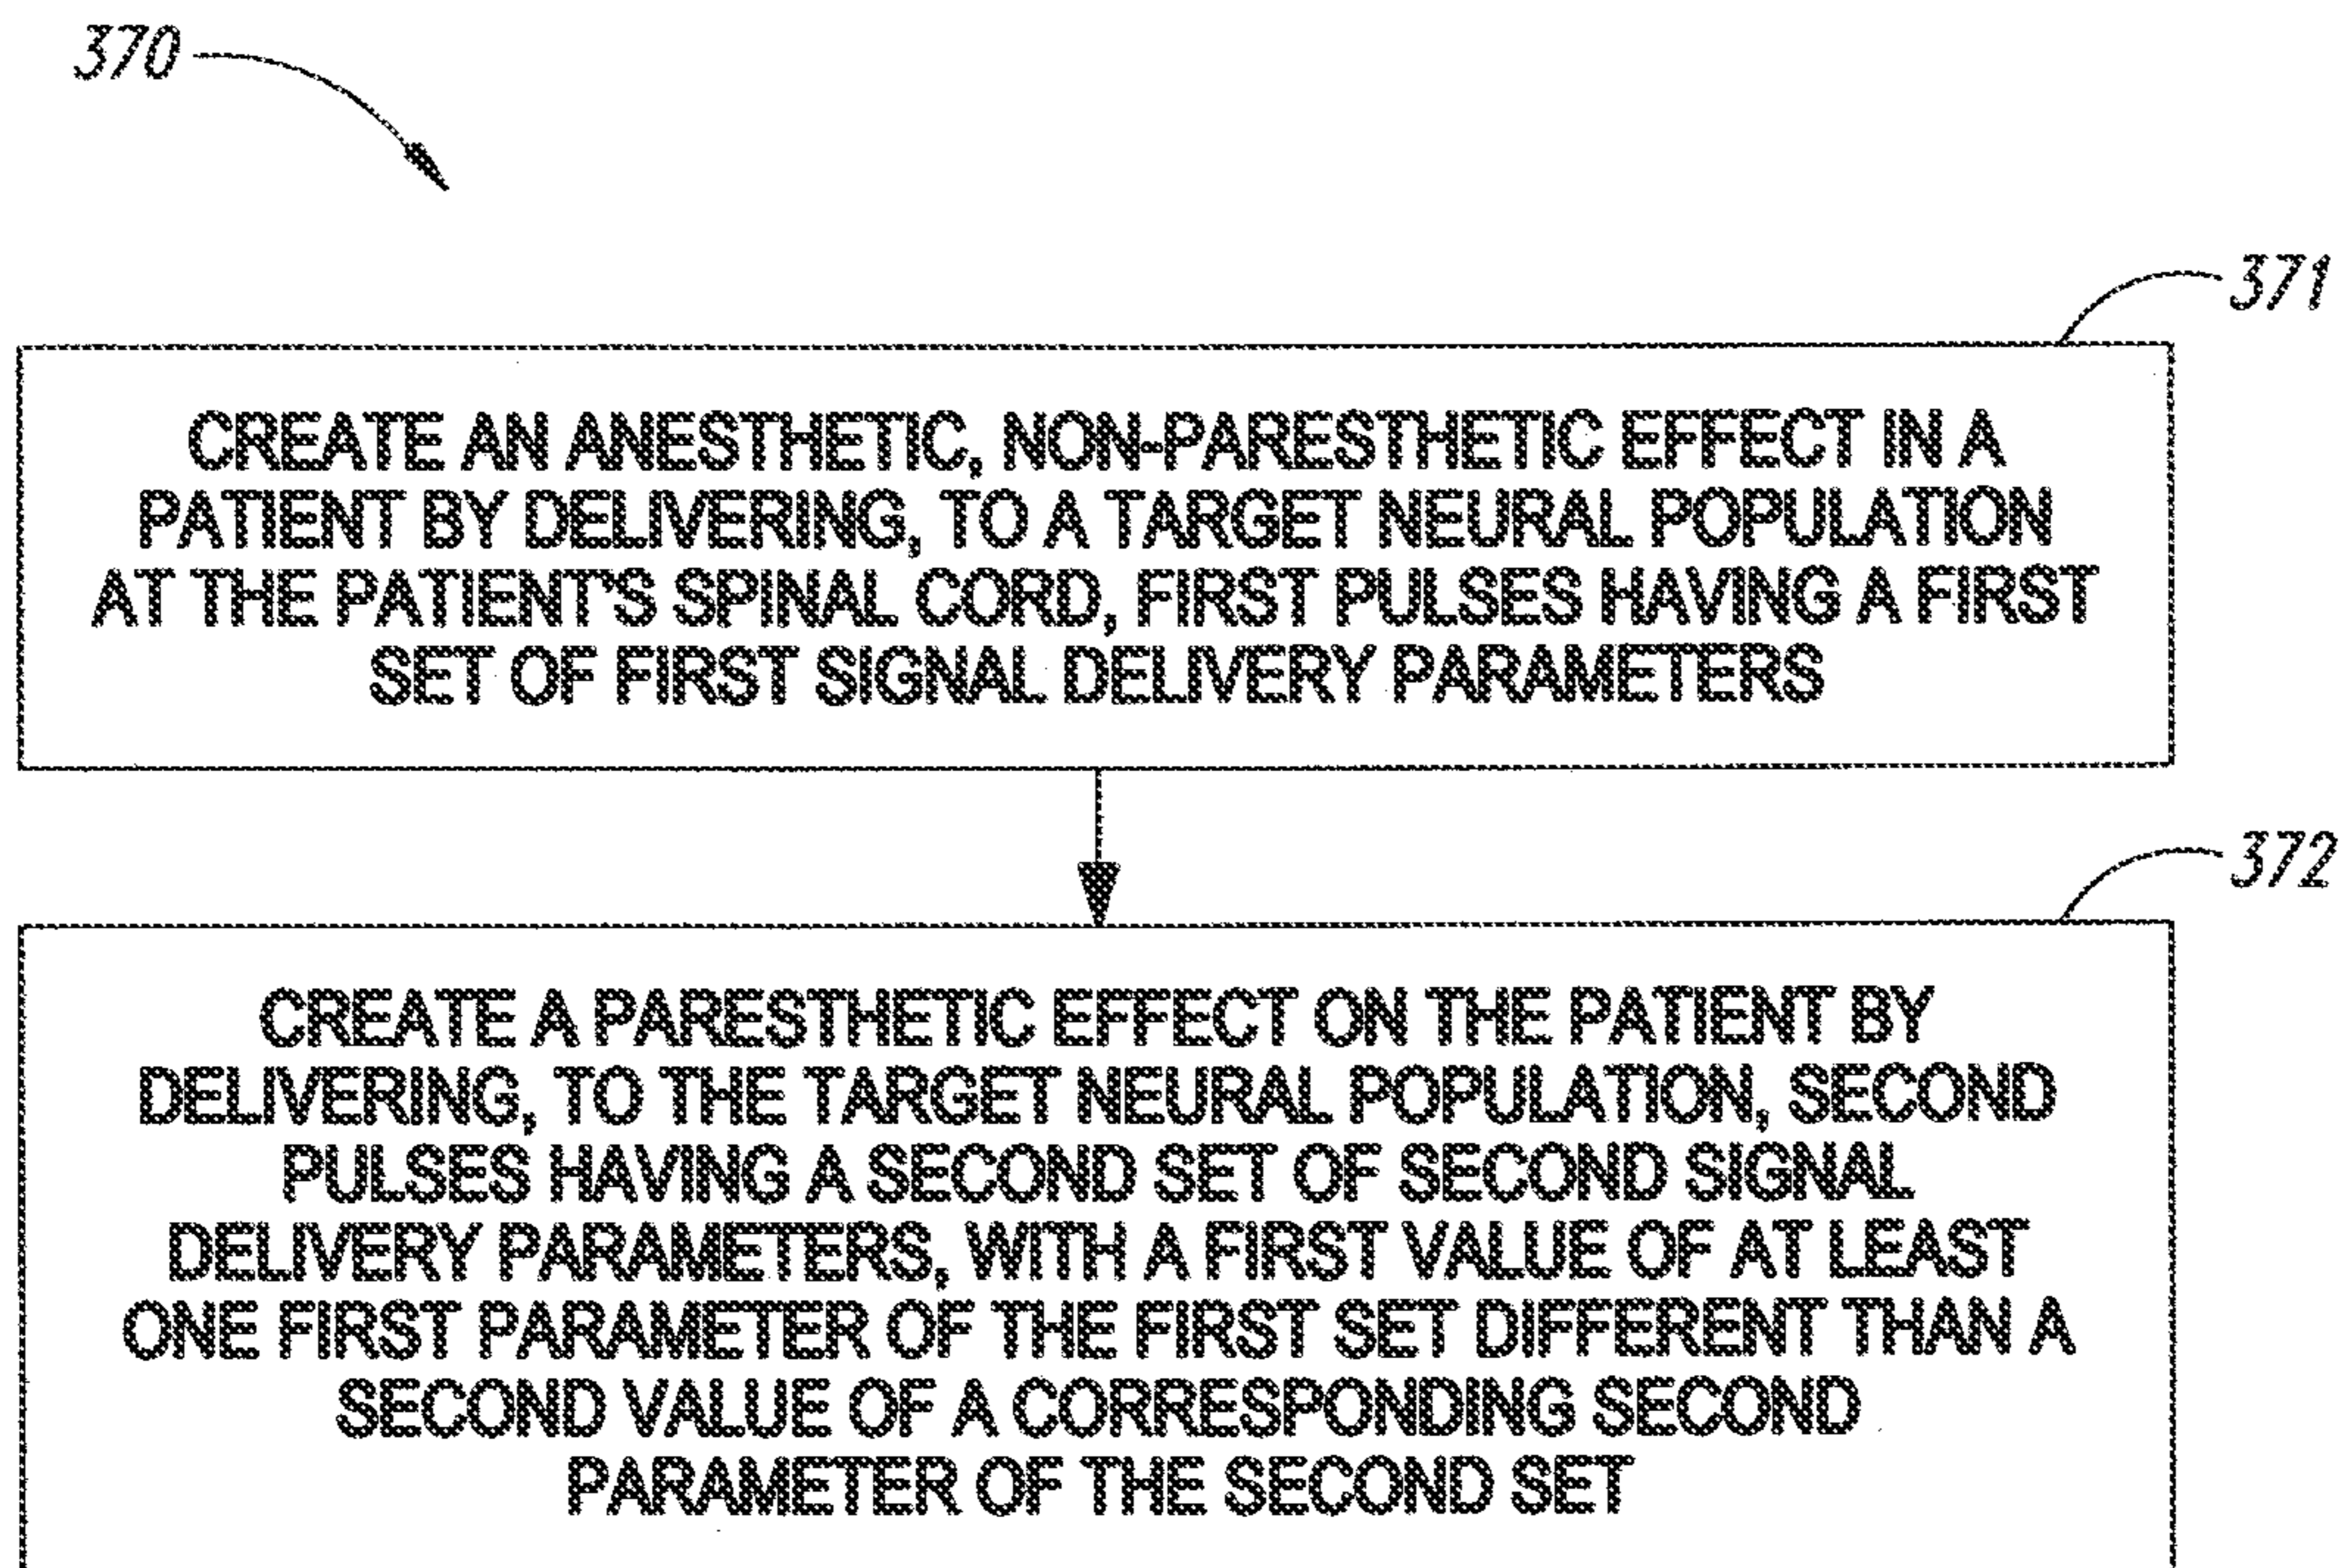 370
371
CREATE AN ANESTHETIC, NON-PARESTHETIC EFFECT IN A
PATIENT BY DELIVERING, TO A TARGET NEURAL POPULATION
AT THE PATIENT'S SPINAL CORD, FIRST PULSES HAVING A FIRST
SET OF FIRST SIGNAL DELIVERY PARAMETERS
372
CREATE A PARESTHETIC EFFECT ON THE PATIENT BY
DELIVERING, TO THE TARGET NEURAL POPULATION, SECOND
PULSES HAVING A SECOND SET OF SECOND SIGNAL
DELIVERY PARAMETERS, WITH A FIRST VALUE OF AT LEAST
ONE FIRST PARAMETER OF THE FIRST SET DIFFERENT THAN A
SECOND VALUE OF A CORRESPONDING SECOND
PARAMETER OF THE SECOND SET